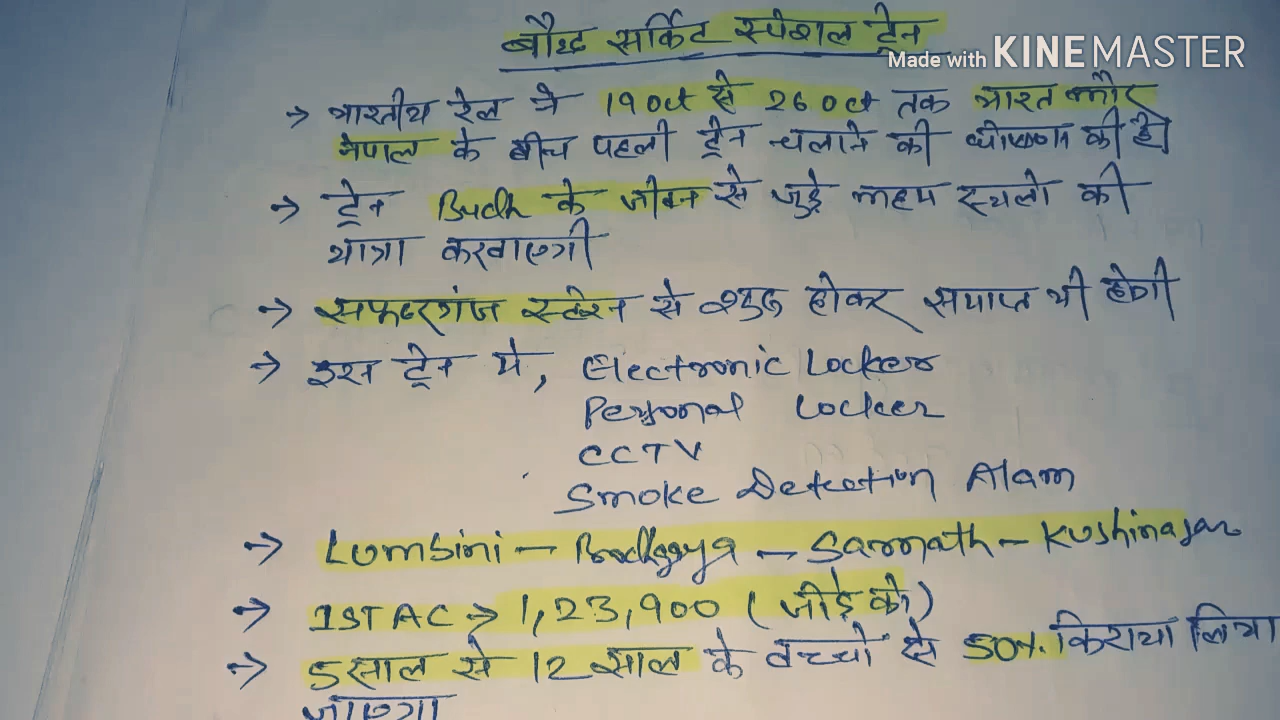 बौद्ध सर्किट स्पेशल ट्रेन
Made with KINEMASTER
→ भारतीय रेल ने 19 Oct से 26 Oct तक भारत और
नेपाल के बीच पहली ट्रेन चलाने की घोषणा की है।
→ ट्रेन Budh के जीवन से जुड़े अहम स्थलो की
यात्रा करवाएगी
→ सफदरगंज स्टेशन से शुरु होकर समाप्त भी होगी
→ इस ट्रेन मे, Electronic Locker
Personal Locker
CCTV
Smoke Detection Alam
→ Lumbini – Bodhgaya – Sarnath – Kushinagar
→ 1ST AC → 1,23,900 (जोड़े को)
→ 5 साल से 12 साल के बच्चो से 50%. किराया लिया
जाएगा